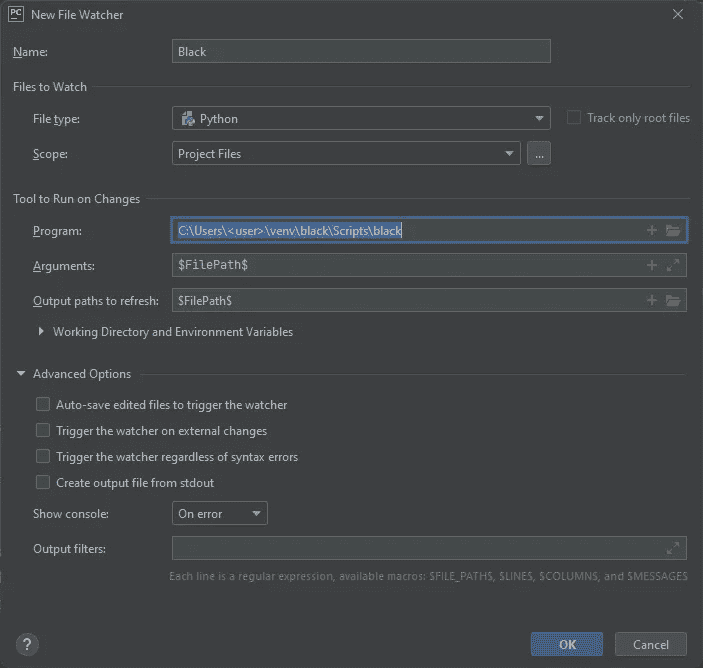 PC New File Watcher
Name: Black
Files to Watch
File type: Python Track only root files
Scope: Project Files ...
Tool to Run on Changes
Program: C:\Users\<user>\venv\black\Scripts\black
Arguments: $FilePath$
Output paths to refresh: $FilePath$
Working Directory and Environment Variables
Advanced Options
Auto-save edited files to trigger the watcher
Trigger the watcher on external changes
Trigger the watcher regardless of syntax errors
Create output file from stdout
Show console: On error
Output filters:
Each line is a regular expression, available macros: $FILE_PATH$, $LINE$, $COLUMN$, and $MESSAGE$
? OK Cancel